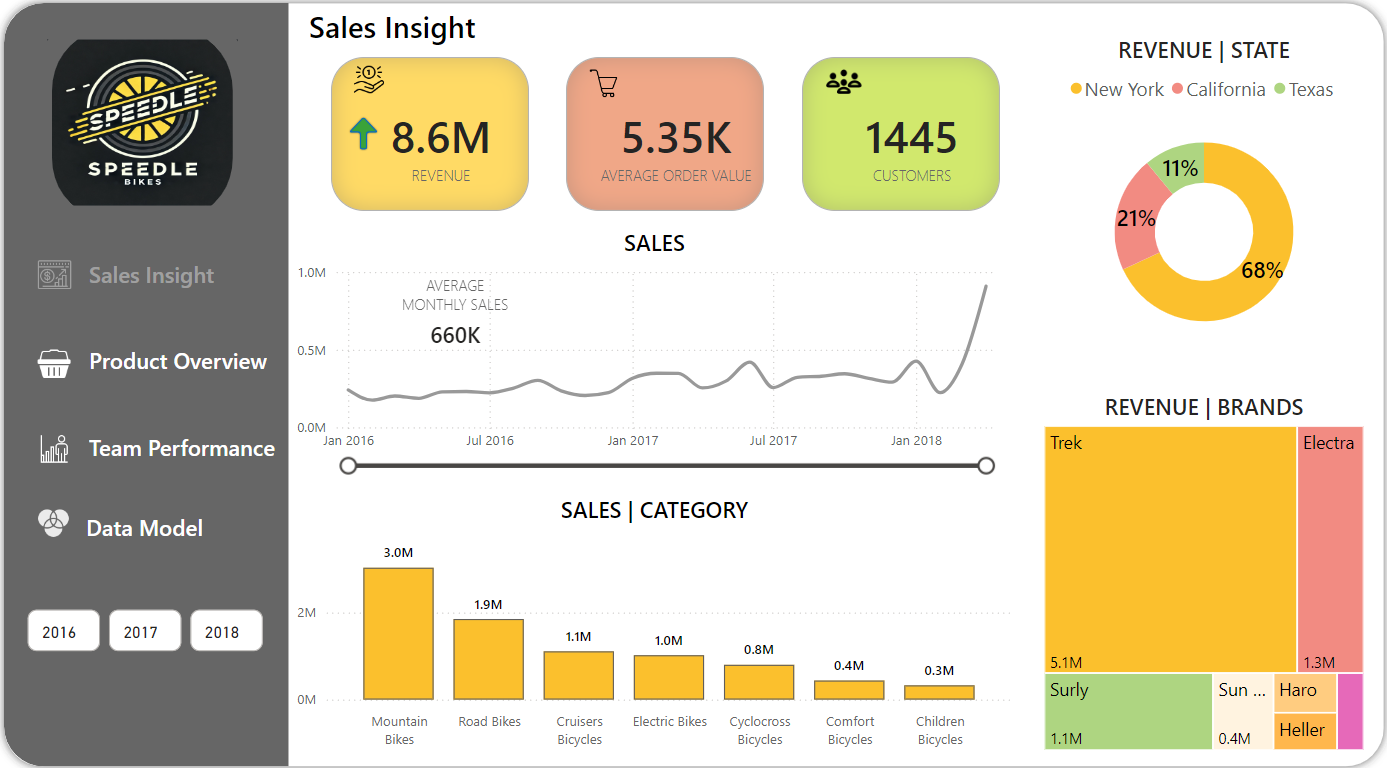 SPEEDLE
SPEEDLE
BIKES
Sales Insight
Product Overview
Team Performance
Data Model
2016
2017
2018
Sales Insight
8.6M
REVENUE
5.35K
AVERAGE ORDER VALUE
1445
CUSTOMERS
SALES
1.0M
0.5M
0.0M
AVERAGE
MONTHLY SALES
660K
Jan 2016
Jul 2016
Jan 2017
Jul 2017
Jan 2018
SALES | CATEGORY
2M
0M
3.0M
1.9M
1.1M
1.0M
0.8M
0.4M
0.3M
Mountain
Bikes
Road Bikes
Cruisers
Bicycles
Electric Bikes
Cyclocross
Bicycles
Comfort
Bicycles
Children
Bicycles
REVENUE | STATE
New York
California
Texas
11%
21%
68%
REVENUE | BRANDS
Trek
5.1M
Electra
1.3M
Surly
1.1M
Sun ...
0.4M
Haro
Heller